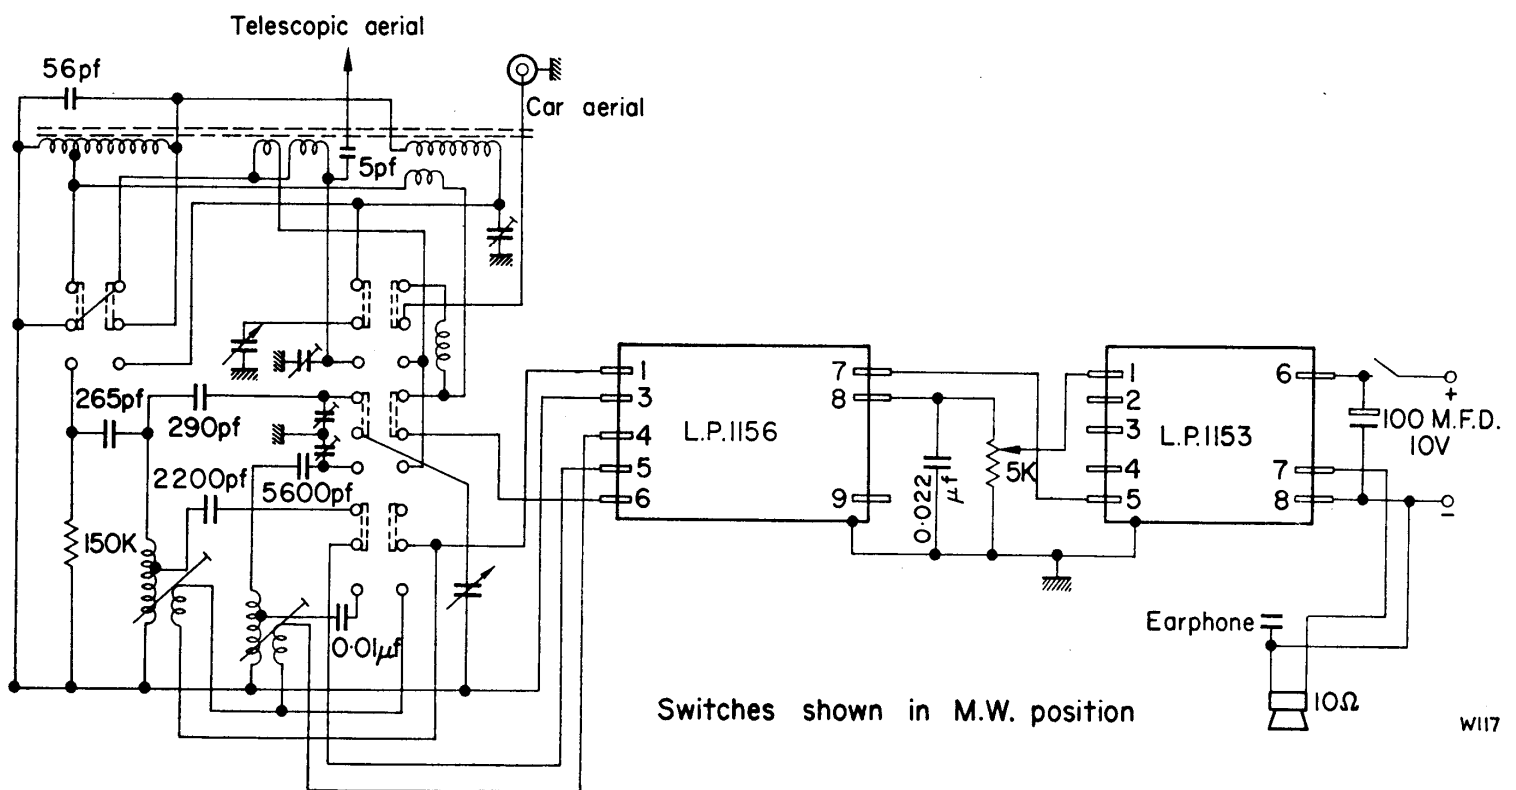 Telescopic aerial
56pf
Car aerial
5pf
265pf
290pf
2200pf
5600pf
150K
0·01µf
1
3
4
5
6
L.P.1156
7
8
9
0·022
µf
5K
1
2
3
4
5
L.P.1153
6
7
8
+
100 M.F.D.
10V
–
Earphone
10Ω
Switches shown in M.W. position
W117